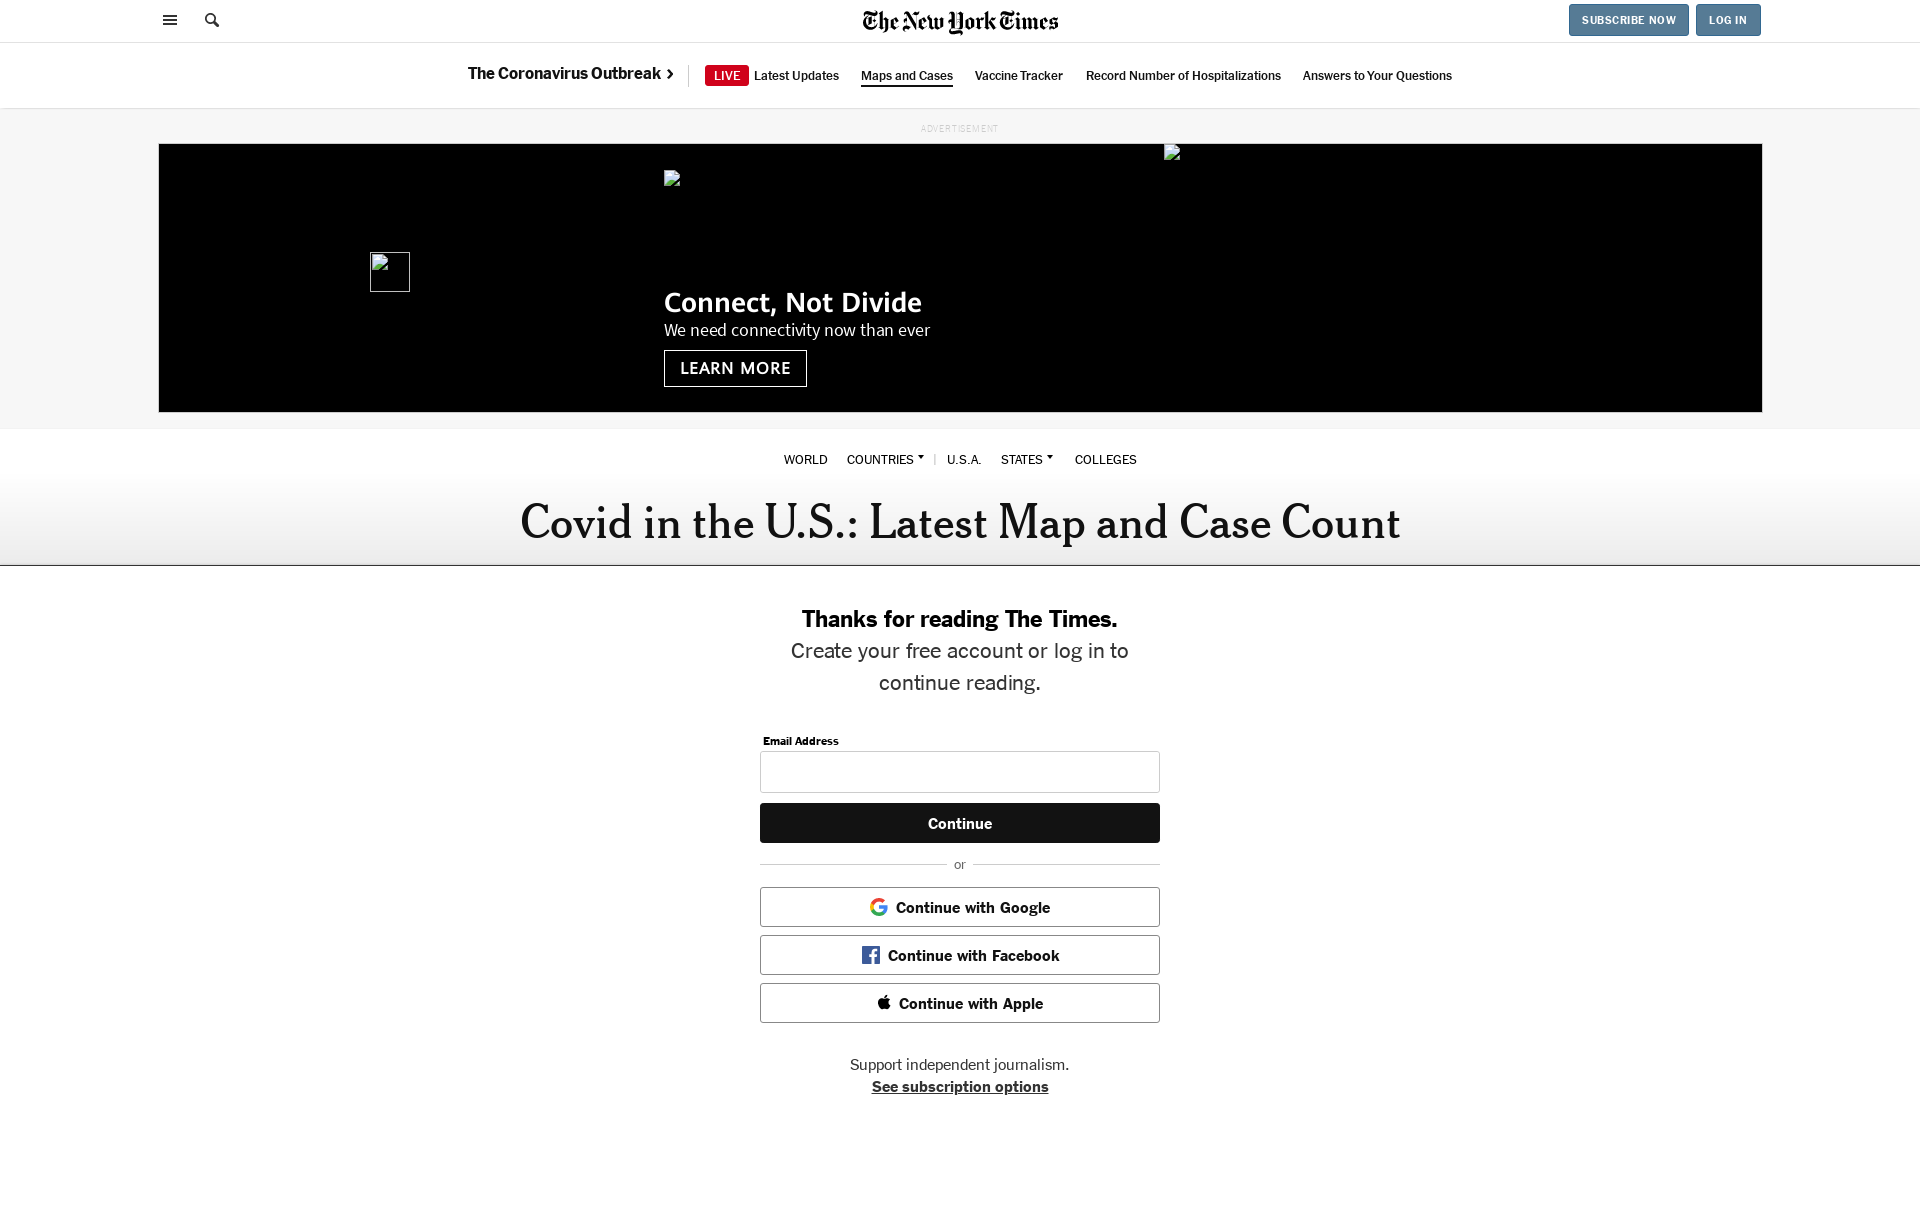 The New York Times
SUBSCRIBE NOW
LOG IN
The Coronavirus Outbreak
LIVE Latest Updates
Maps and Cases
Vaccine Tracker
Record Number of Hospitalizations
Answers to Your Questions
ADVERTISEMENT
Connect, Not Divide
We need connectivity now than ever
LEARN MORE
WORLD
COUNTRIES
U.S.A.
STATES
COLLEGES
Covid in the U.S.: Latest Map and Case Count
Thanks for reading The Times.
Create your free account or log in to
continue reading.
Email Address
Continue
or
Continue with Google
Continue with Facebook
Continue with Apple
Support independent journalism.
See subscription options